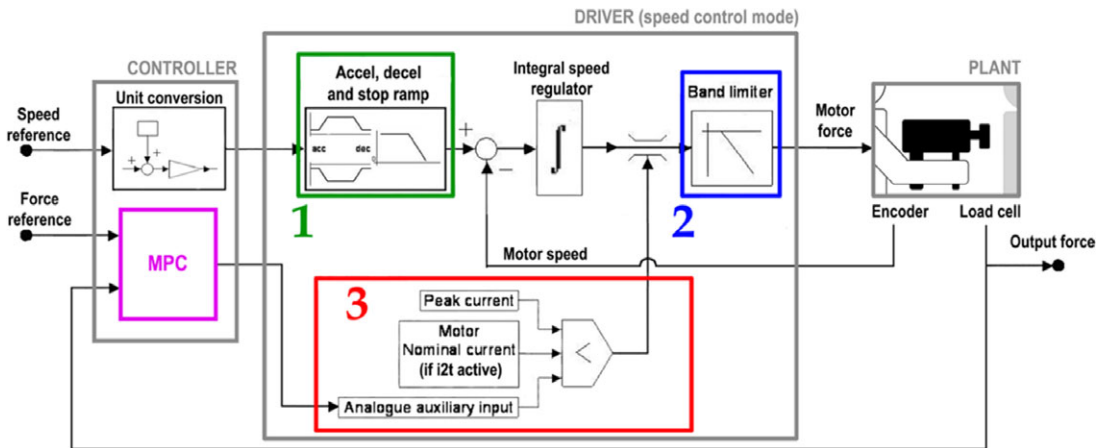 DRIVER (speed control mode)
CONTROLLER
PLANT
Unit conversion
Accel, decel
and stop ramp
Integral speed
regulator
Band limiter
Motor
force
Speed
reference
acc
dec
Force
reference
1
2
Encoder
Load cell
MPC
Motor speed
Output force
3
Peak current
Motor
Nominal current
(if i2t active)
<
Analogue auxiliary input